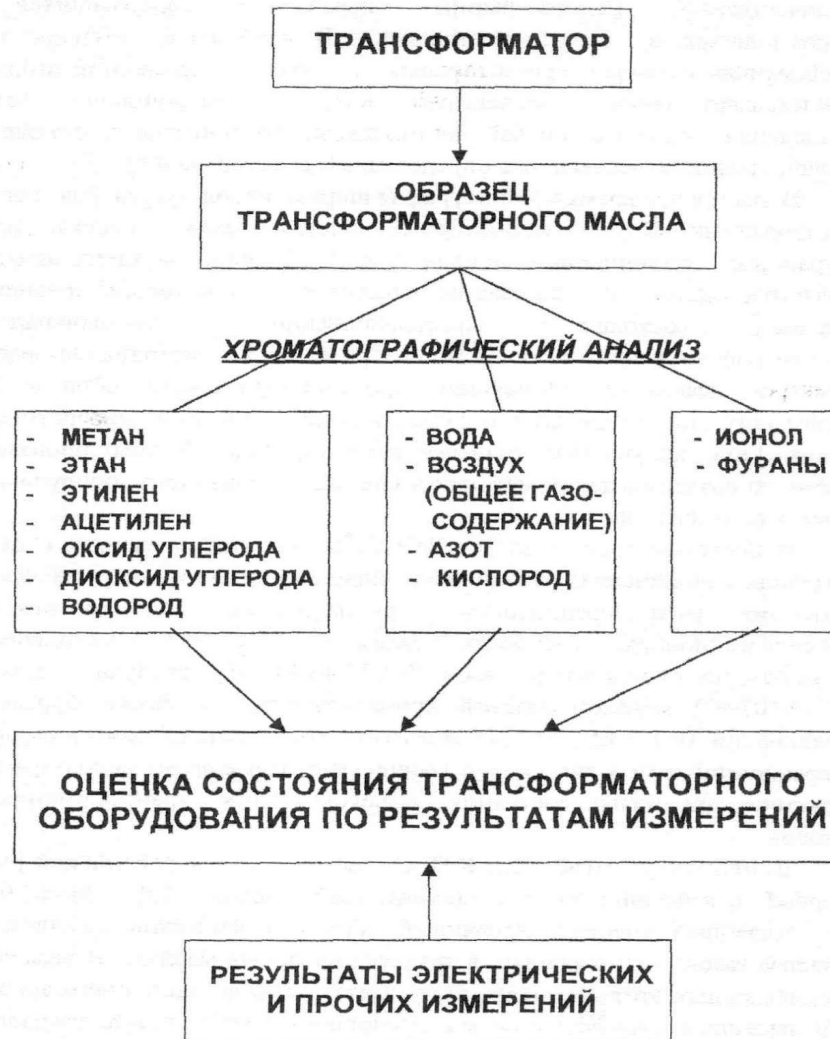 ТРАНСФОРМАТОР
ОБРАЗЕЦ
ТРАНСФОРМАТОРНОГО МАСЛА
ХРОМАТОГРАФИЧЕСКИЙ АНАЛИЗ
- МЕТАН
- ЭТАН
- ЭТИЛЕН
АЦЕТИЛЕН
- ОКСИД УГЛЕРОДА
- ДИОКСИД УГЛЕРОДА
ВОДОРОД
- ВОДА
- ВОЗДУХ
(ОБЩЕЕ ГАЗО-
СОДЕРЖАНИЕ)
- АЗОТ
КИСЛОРОД
- ИОНОЛ
- ФУРАНЫ
ОЦЕНКА СОСТОЯНИЯ ТРАНСФОРМАТОРНОГО
ОБОРУДОВАНИЯ ПО РЕЗУЛЬТАТАМ ИЗМЕРЕНИЙ
РЕЗУЛЬТАТЫ ЭЛЕКТРИЧЕСКИХ
И ПРОЧИХ ИЗМЕРЕНИЙ